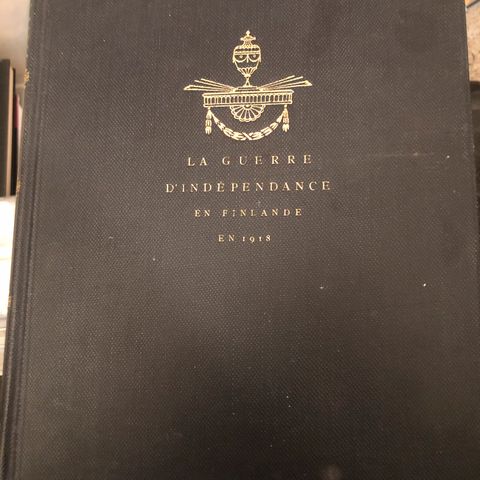 LA GUERRE
D'INDÉPENDANCE
EN FINLANDE
EN 1918